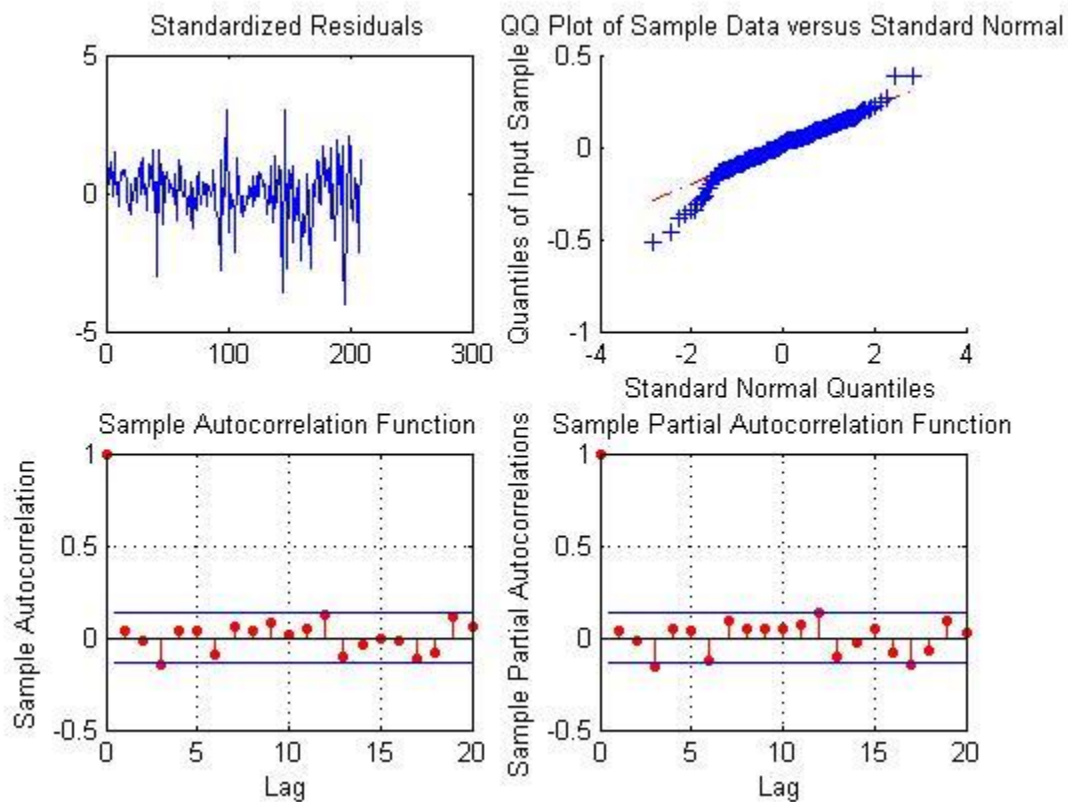 Standardized Residuals
5
0
-5
0 100 200 300
QQ Plot of Sample Data versus Standard Normal
Quantiles of Input Sample
0.5
0
-0.5
-1
-4 -2 0 2 4
Standard Normal Quantiles
Sample Autocorrelation Function
Sample Autocorrelation
1
0.5
0
-0.5
0 5 10 15 20
Lag
Sample Partial Autocorrelation Function
Sample Partial Autocorrelations
1
0.5
0
-0.5
0 5 10 15 20
Lag